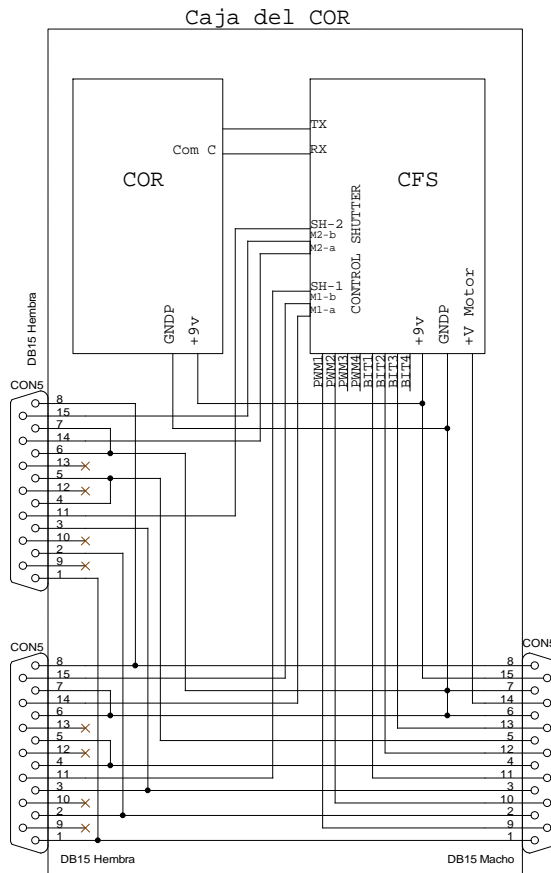 Caja del COR
TX
Com C
RX
COR
CFS
SH-2
M2-b
M2-a
SH-1
M1-b
M1-a
CONTROL SHUTTER
GNDP
+9v
+9v
GNDP
+V Motor
PWM1
PWM2
PWM3
PWM4
BIT1
BIT2
BIT3
BIT4
DB15 Hembra
CON5
8
15
7
14
6
13
5
12
4
11
3
10
2
9
1
CON5
8
15
7
14
6
13
5
12
4
11
3
10
2
9
1
DB15 Hembra
CON5
8
15
7
14
6
13
5
12
4
11
3
10
2
9
1
DB15 Macho